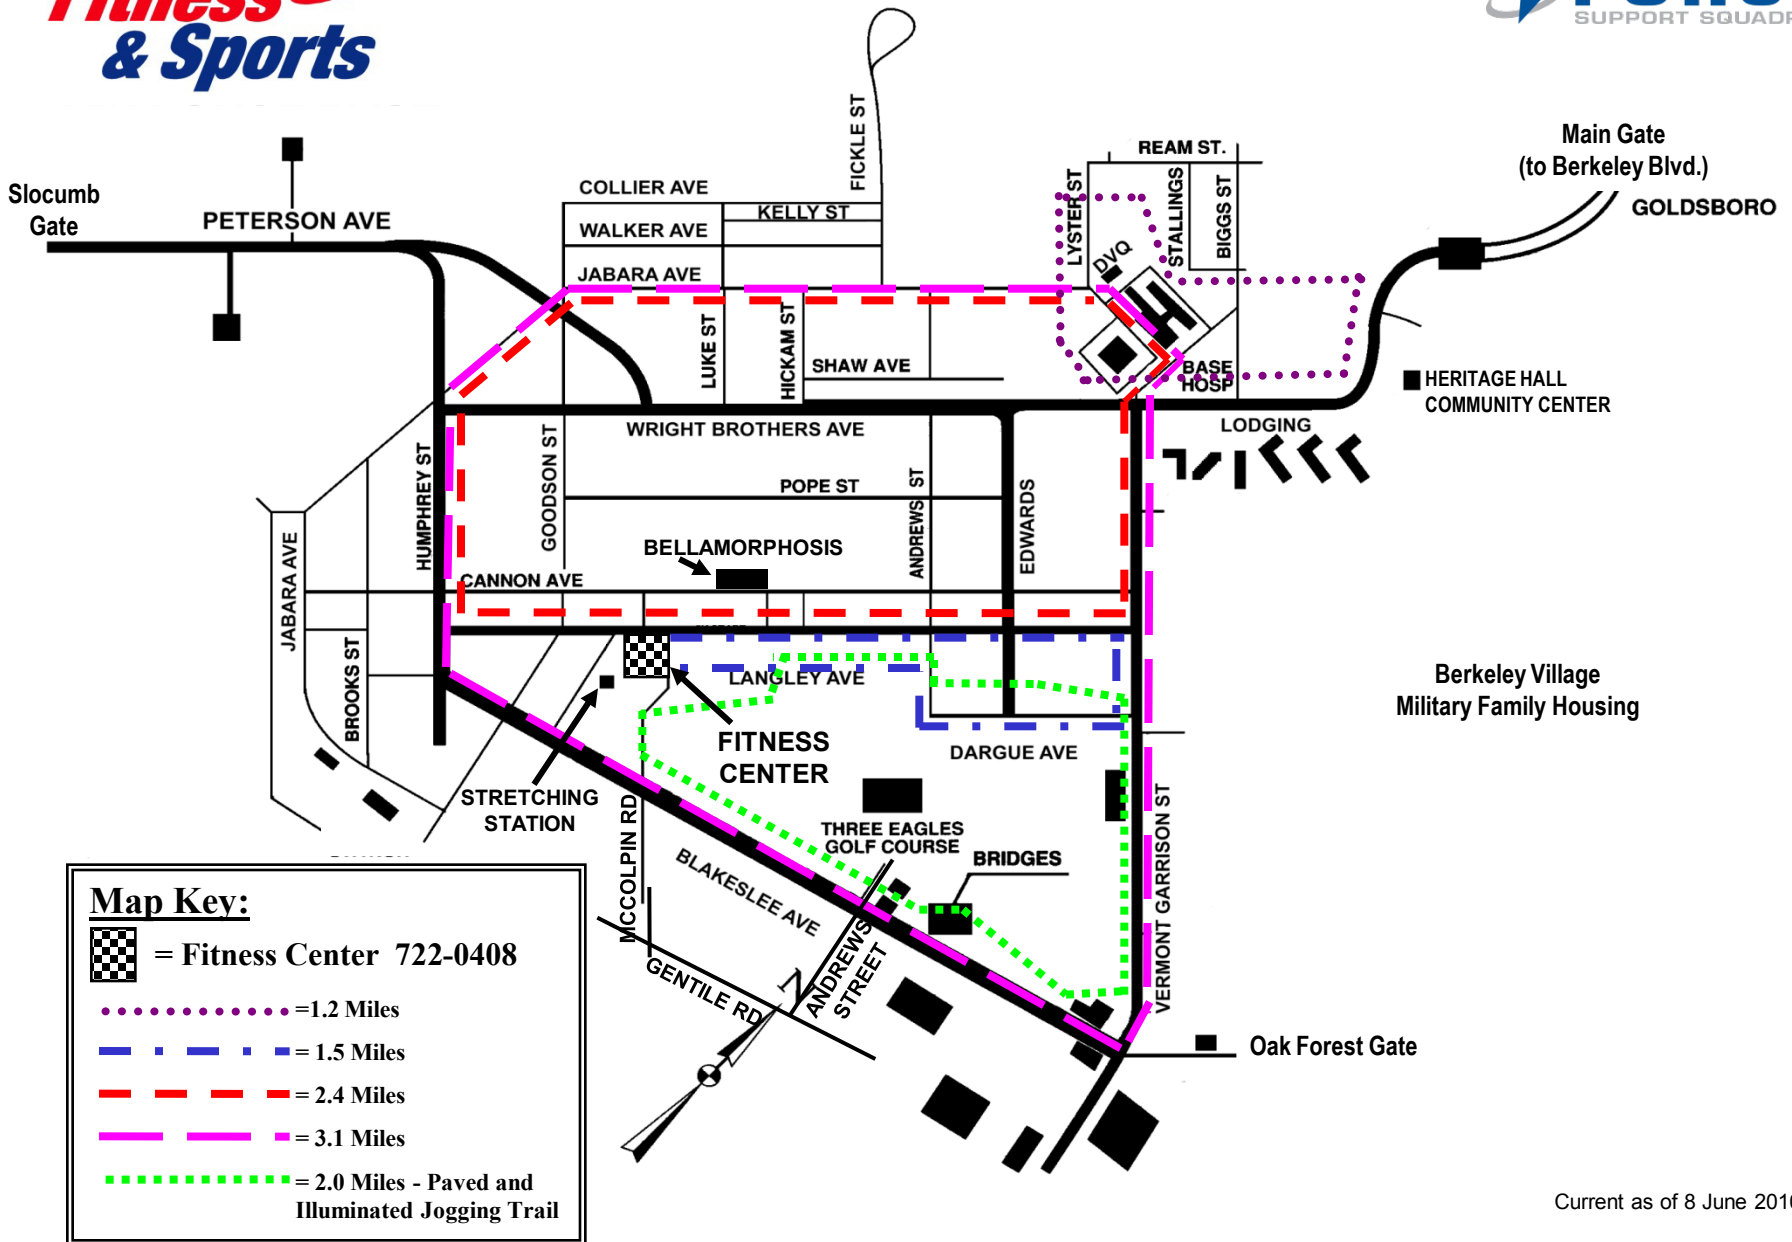 Fitness
& Sports
SUPPORT SQUADR
Slocumb
Gate
PETERSON AVE
COLLIER AVE
WALKER AVE
JABARA AVE
KELLY ST
FICKLE ST
REAM ST.
LYSTER ST
STALLINGS
BIGGS ST
DVQ
Main Gate
(to Berkeley Blvd.)
GOLDSBORO
LUKE ST
HICKAM ST
SHAW AVE
BASE
HOSP
HERITAGE HALL
COMMUNITY CENTER
WRIGHT BROTHERS AVE
LODGING
HUMPHREY ST
GOODSON ST
POPE ST
ANDREWS ST
EDWARDS
BELLAMORPHOSIS
CANNON AVE
JABARA AVE
BROOKS ST
LANGLEY AVE
FITNESS
CENTER
DARGUE AVE
Berkeley Village
Military Family Housing
STRETCHING
STATION
MCCOLPIN RD
THREE EAGLES
GOLF COURSE
BRIDGES
BLAKESLEE AVE
VERMONT GARRISON ST
ANDREWS
STREET
GENTILE RD
N
Oak Forest Gate
Map Key:
= Fitness Center 722-0408
=1.2 Miles
= 1.5 Miles
= 2.4 Miles
= 3.1 Miles
= 2.0 Miles - Paved and
Illuminated Jogging Trail
Current as of 8 June 2010